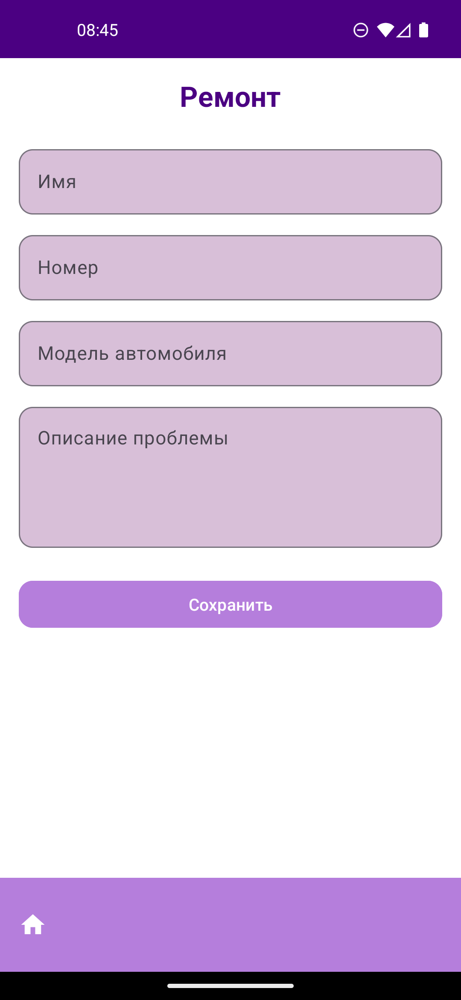 08:45
Ремонт
Имя
Номер
Модель автомобиля
Описание проблемы
Сохранить